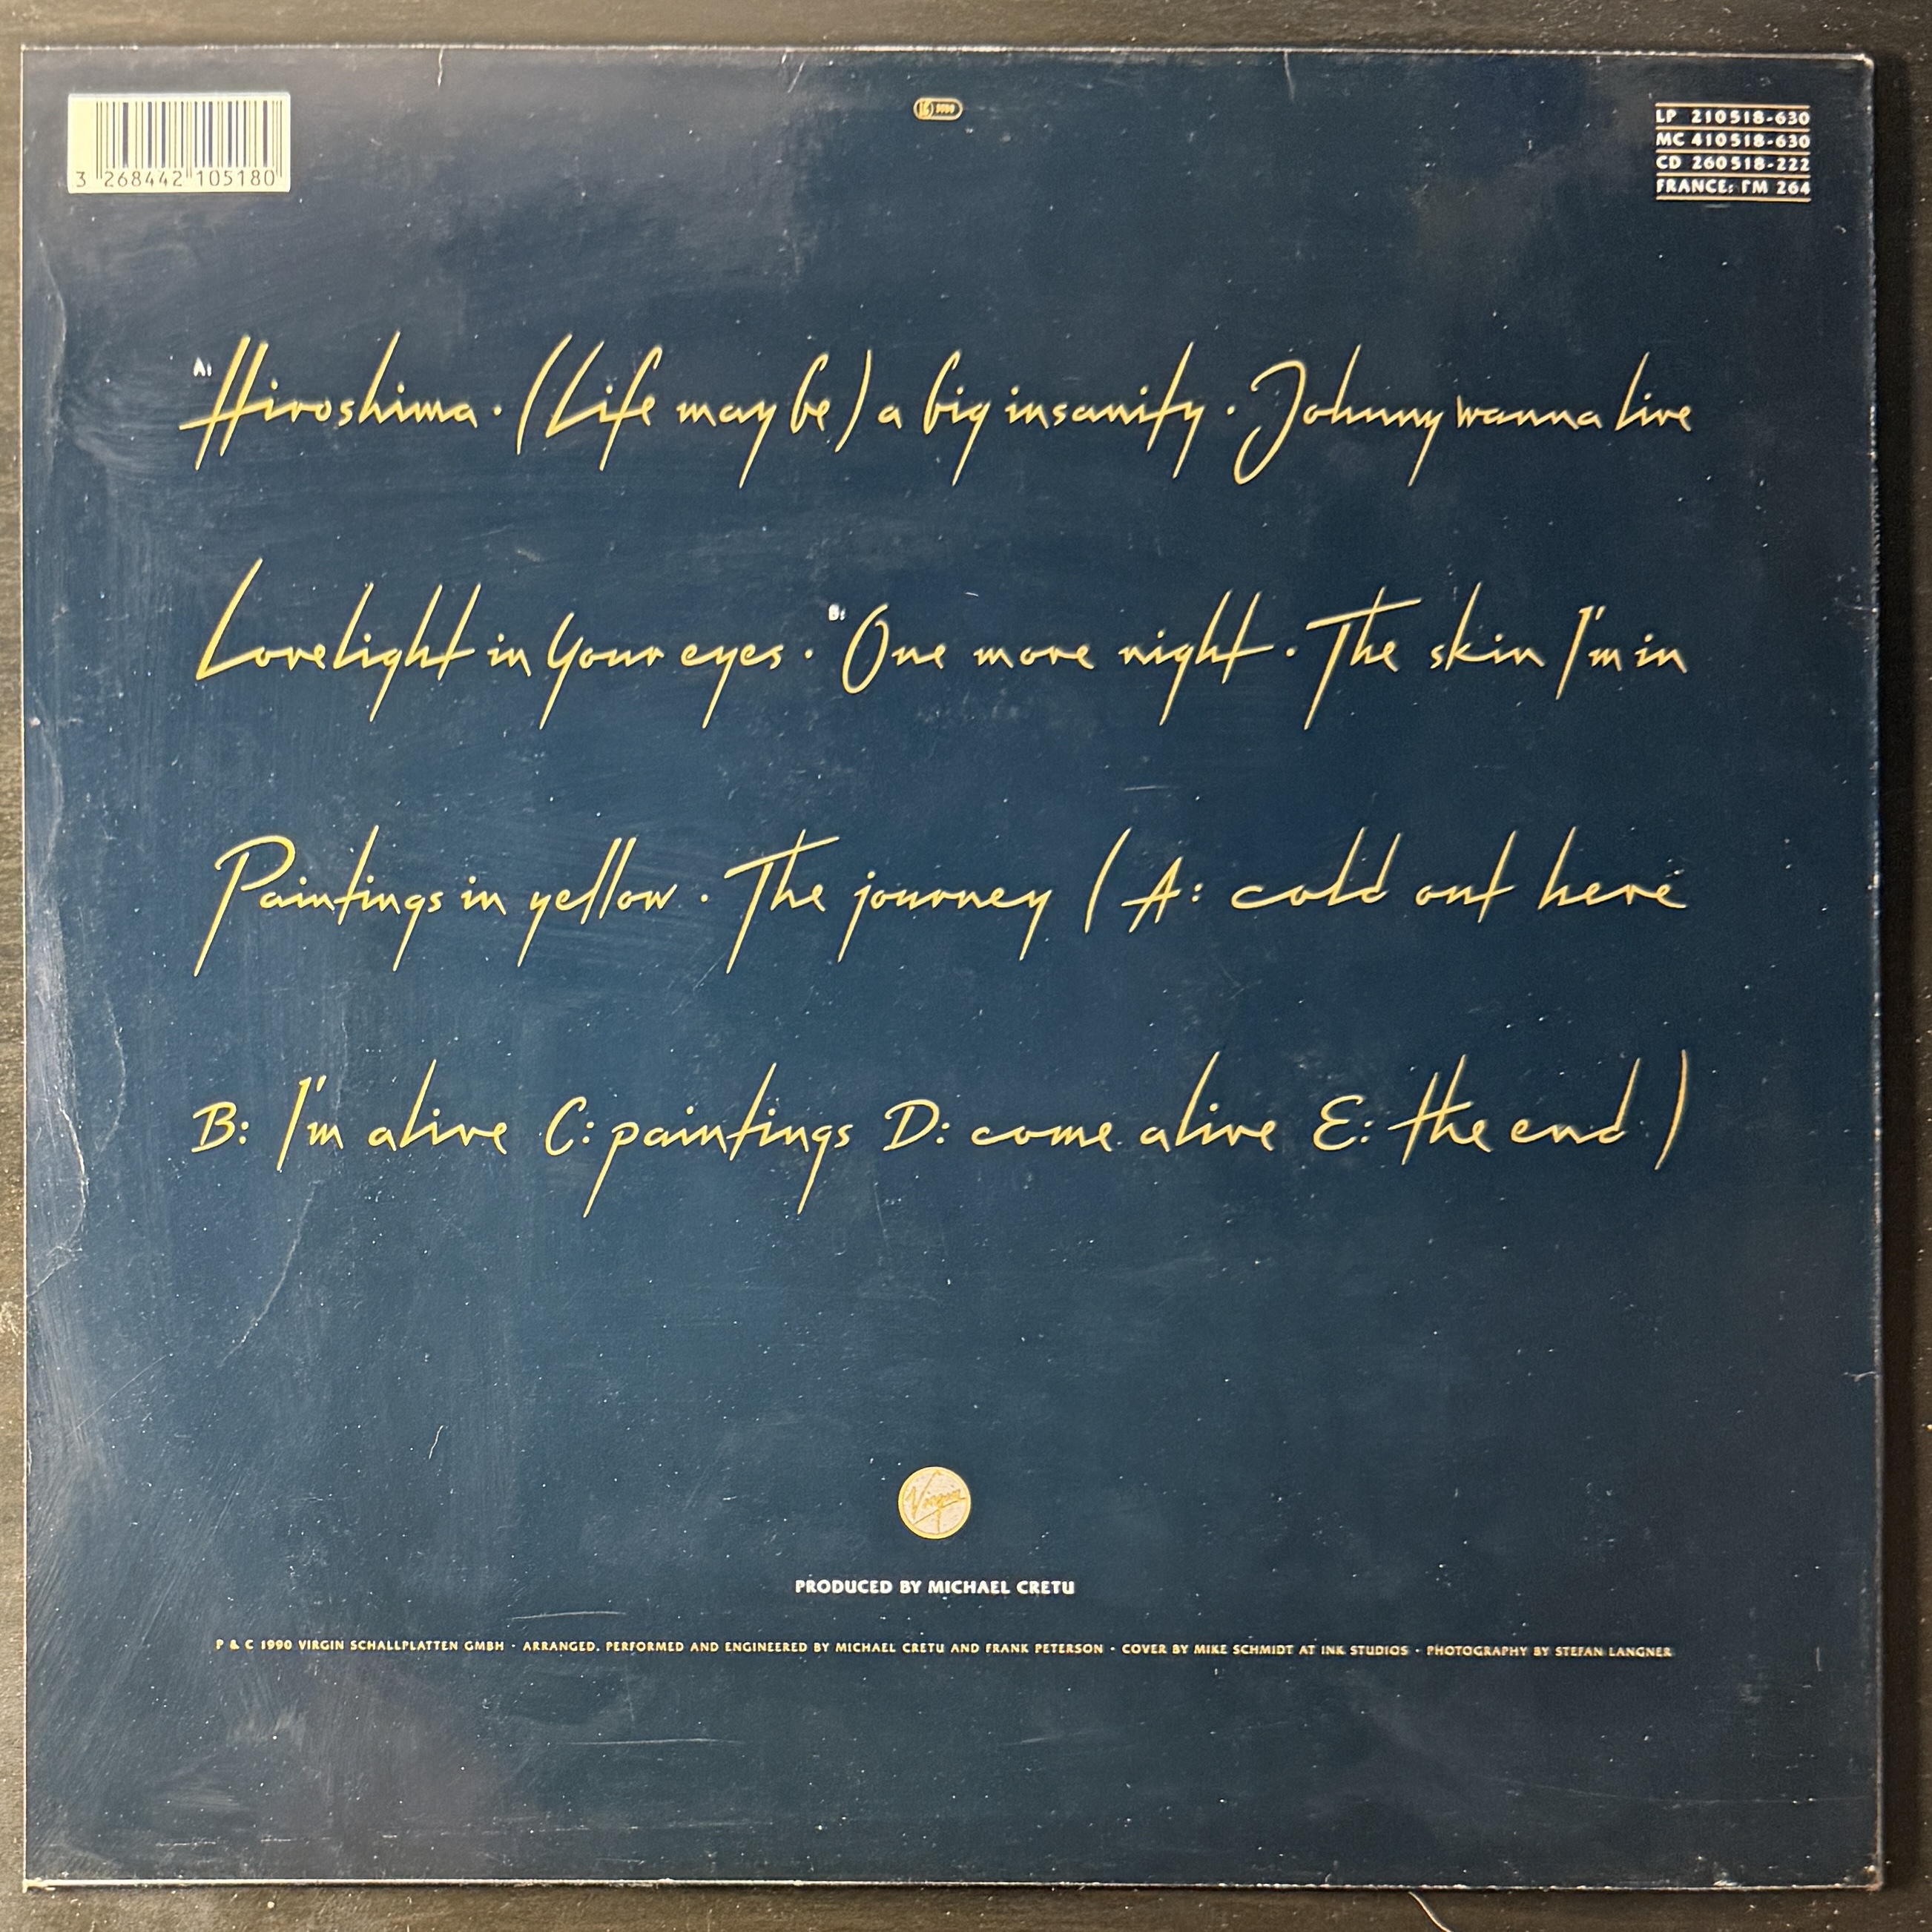 3 268442 105180
LP 210518-630
MC 410518-630
CD 260518-222
FRANCE: PM 264
A: Hiroshima · (Life may be) a big insanity · Johnny wanna live
Lovelight in your eyes · B: One more night · The skin I'm in
Paintings in yellow · The journey ( A: cold out here
B: I'm alive C: paintings D: come alive E: the end )
Virgin
PRODUCED BY MICHAEL CRETU
P & C 1990 VIRGIN SCHALLPLATTEN GMBH · ARRANGED, PERFORMED AND ENGINEERED BY MICHAEL CRETU AND FRANK PETERSON · COVER BY MIKE SCHMIDT AT INK STUDIOS · PHOTOGRAPHY BY STEFAN LANGNER